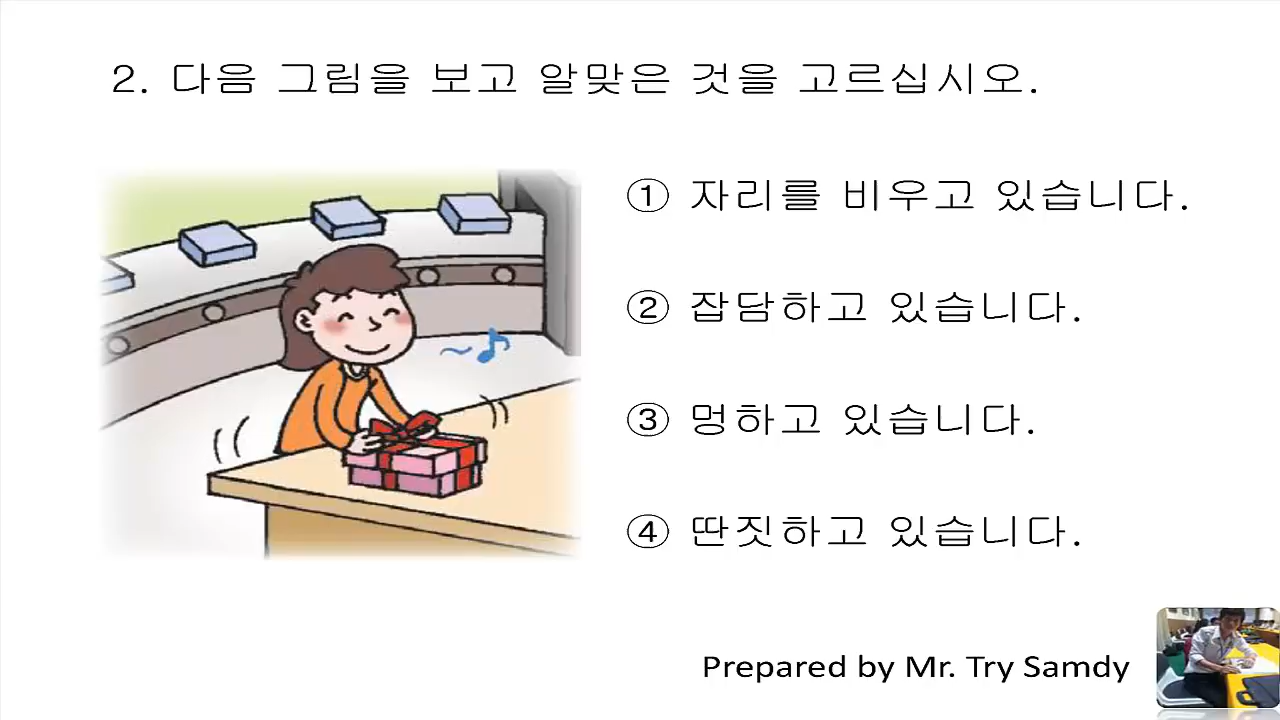 2. 다음 그림을 보고 알맞은 것을 고르십시오.
① 자리를 비우고 있습니다.
② 잡담하고 있습니다.
③ 멍하고 있습니다.
④ 딴짓하고 있습니다.
Prepared by Mr. Try Samdy